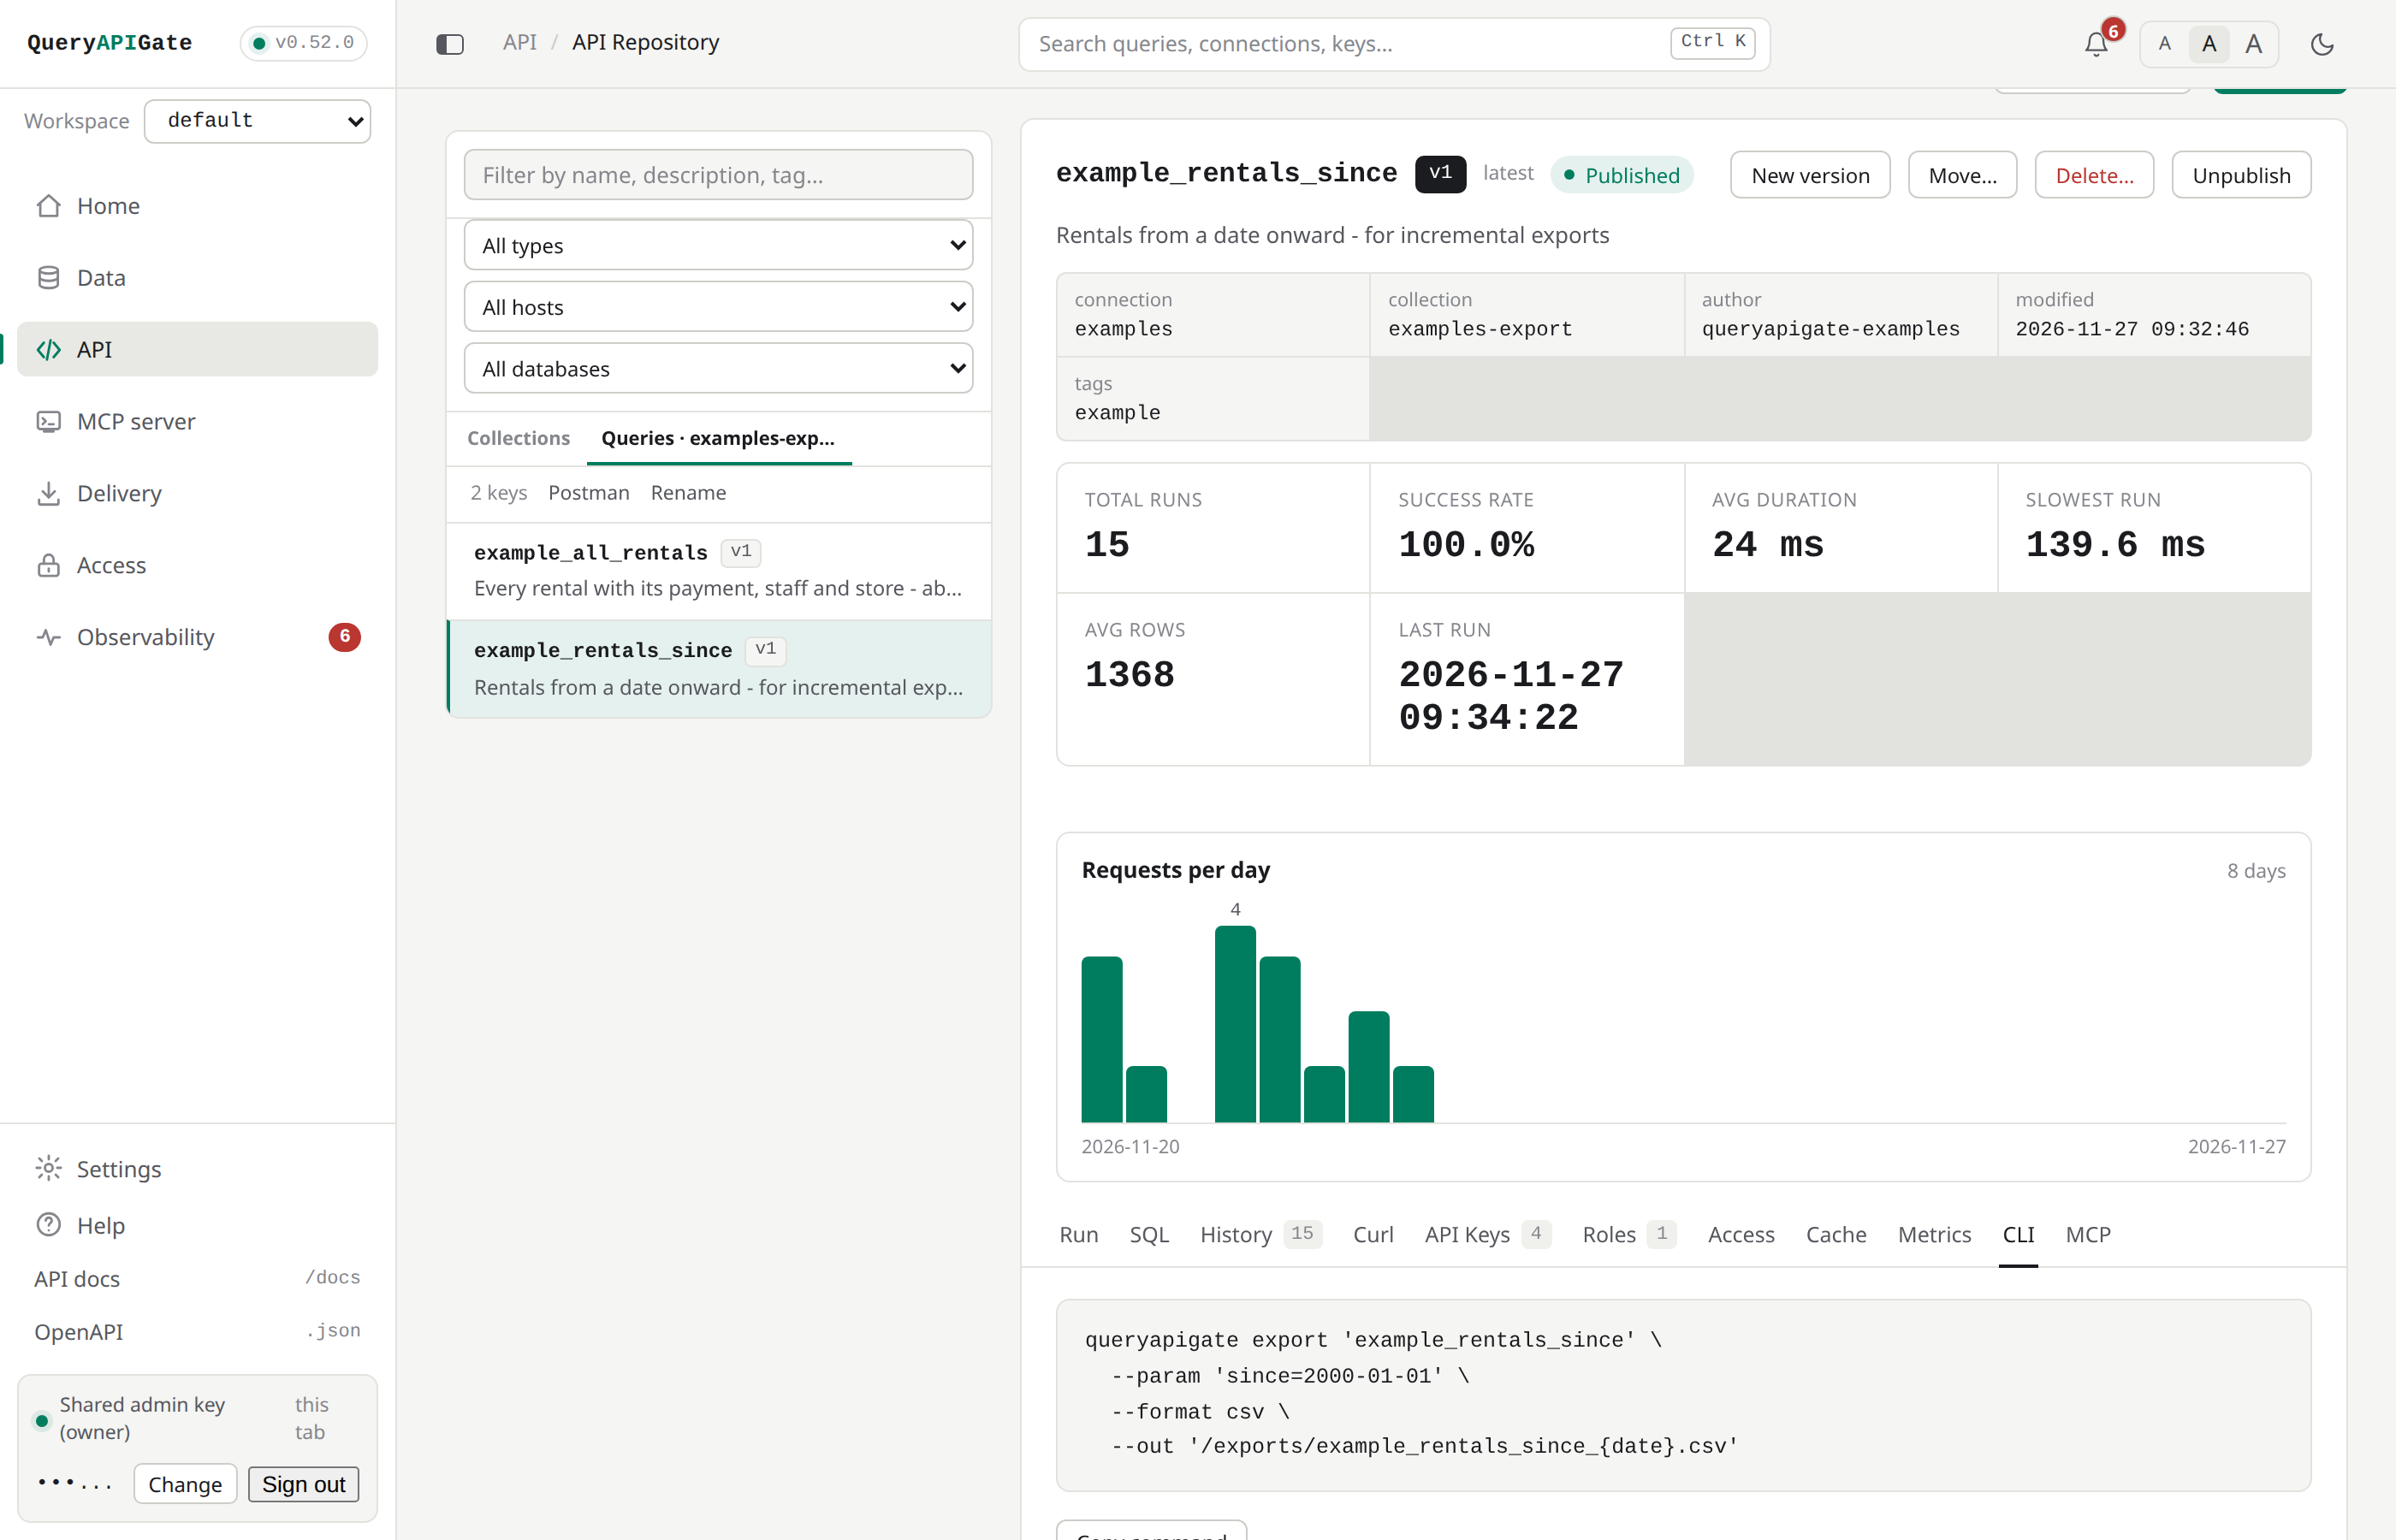 QueryAPIGate
v0.52.0
API / API Repository
Search queries, connections, keys...
Ctrl K
6
A A A
Workspace
default
Home
Data
API
MCP server
Delivery
Access
Observability
6
Settings
Help
API docs
/docs
OpenAPI
.json
Shared admin key (owner)
this tab
•••...
Change
Sign out
Filter by name, description, tag...
All types
All hosts
All databases
Collections
Queries · examples-exp...
2 keys
Postman
Rename
example_all_rentals
v1
Every rental with its payment, staff and store - ab...
example_rentals_since
v1
Rentals from a date onward - for incremental exp...
example_rentals_since
v1
latest
Published
New version
Move...
Delete...
Unpublish
Rentals from a date onward - for incremental exports
connection
examples
collection
examples-export
author
queryapigate-examples
modified
2026-11-27 09:32:46
tags
example
TOTAL RUNS
15
SUCCESS RATE
100.0%
AVG DURATION
24 ms
SLOWEST RUN
139.6 ms
AVG ROWS
1368
LAST RUN
2026-11-27
09:34:22
Requests per day
8 days
4
2026-11-20
2026-11-27
Run
SQL
History 15
Curl
API Keys 4
Roles 1
Access
Cache
Metrics
CLI
MCP
queryapigate export 'example_rentals_since' \
--param 'since=2000-01-01' \
--format csv \
--out '/exports/example_rentals_since_{date}.csv'
Copy command